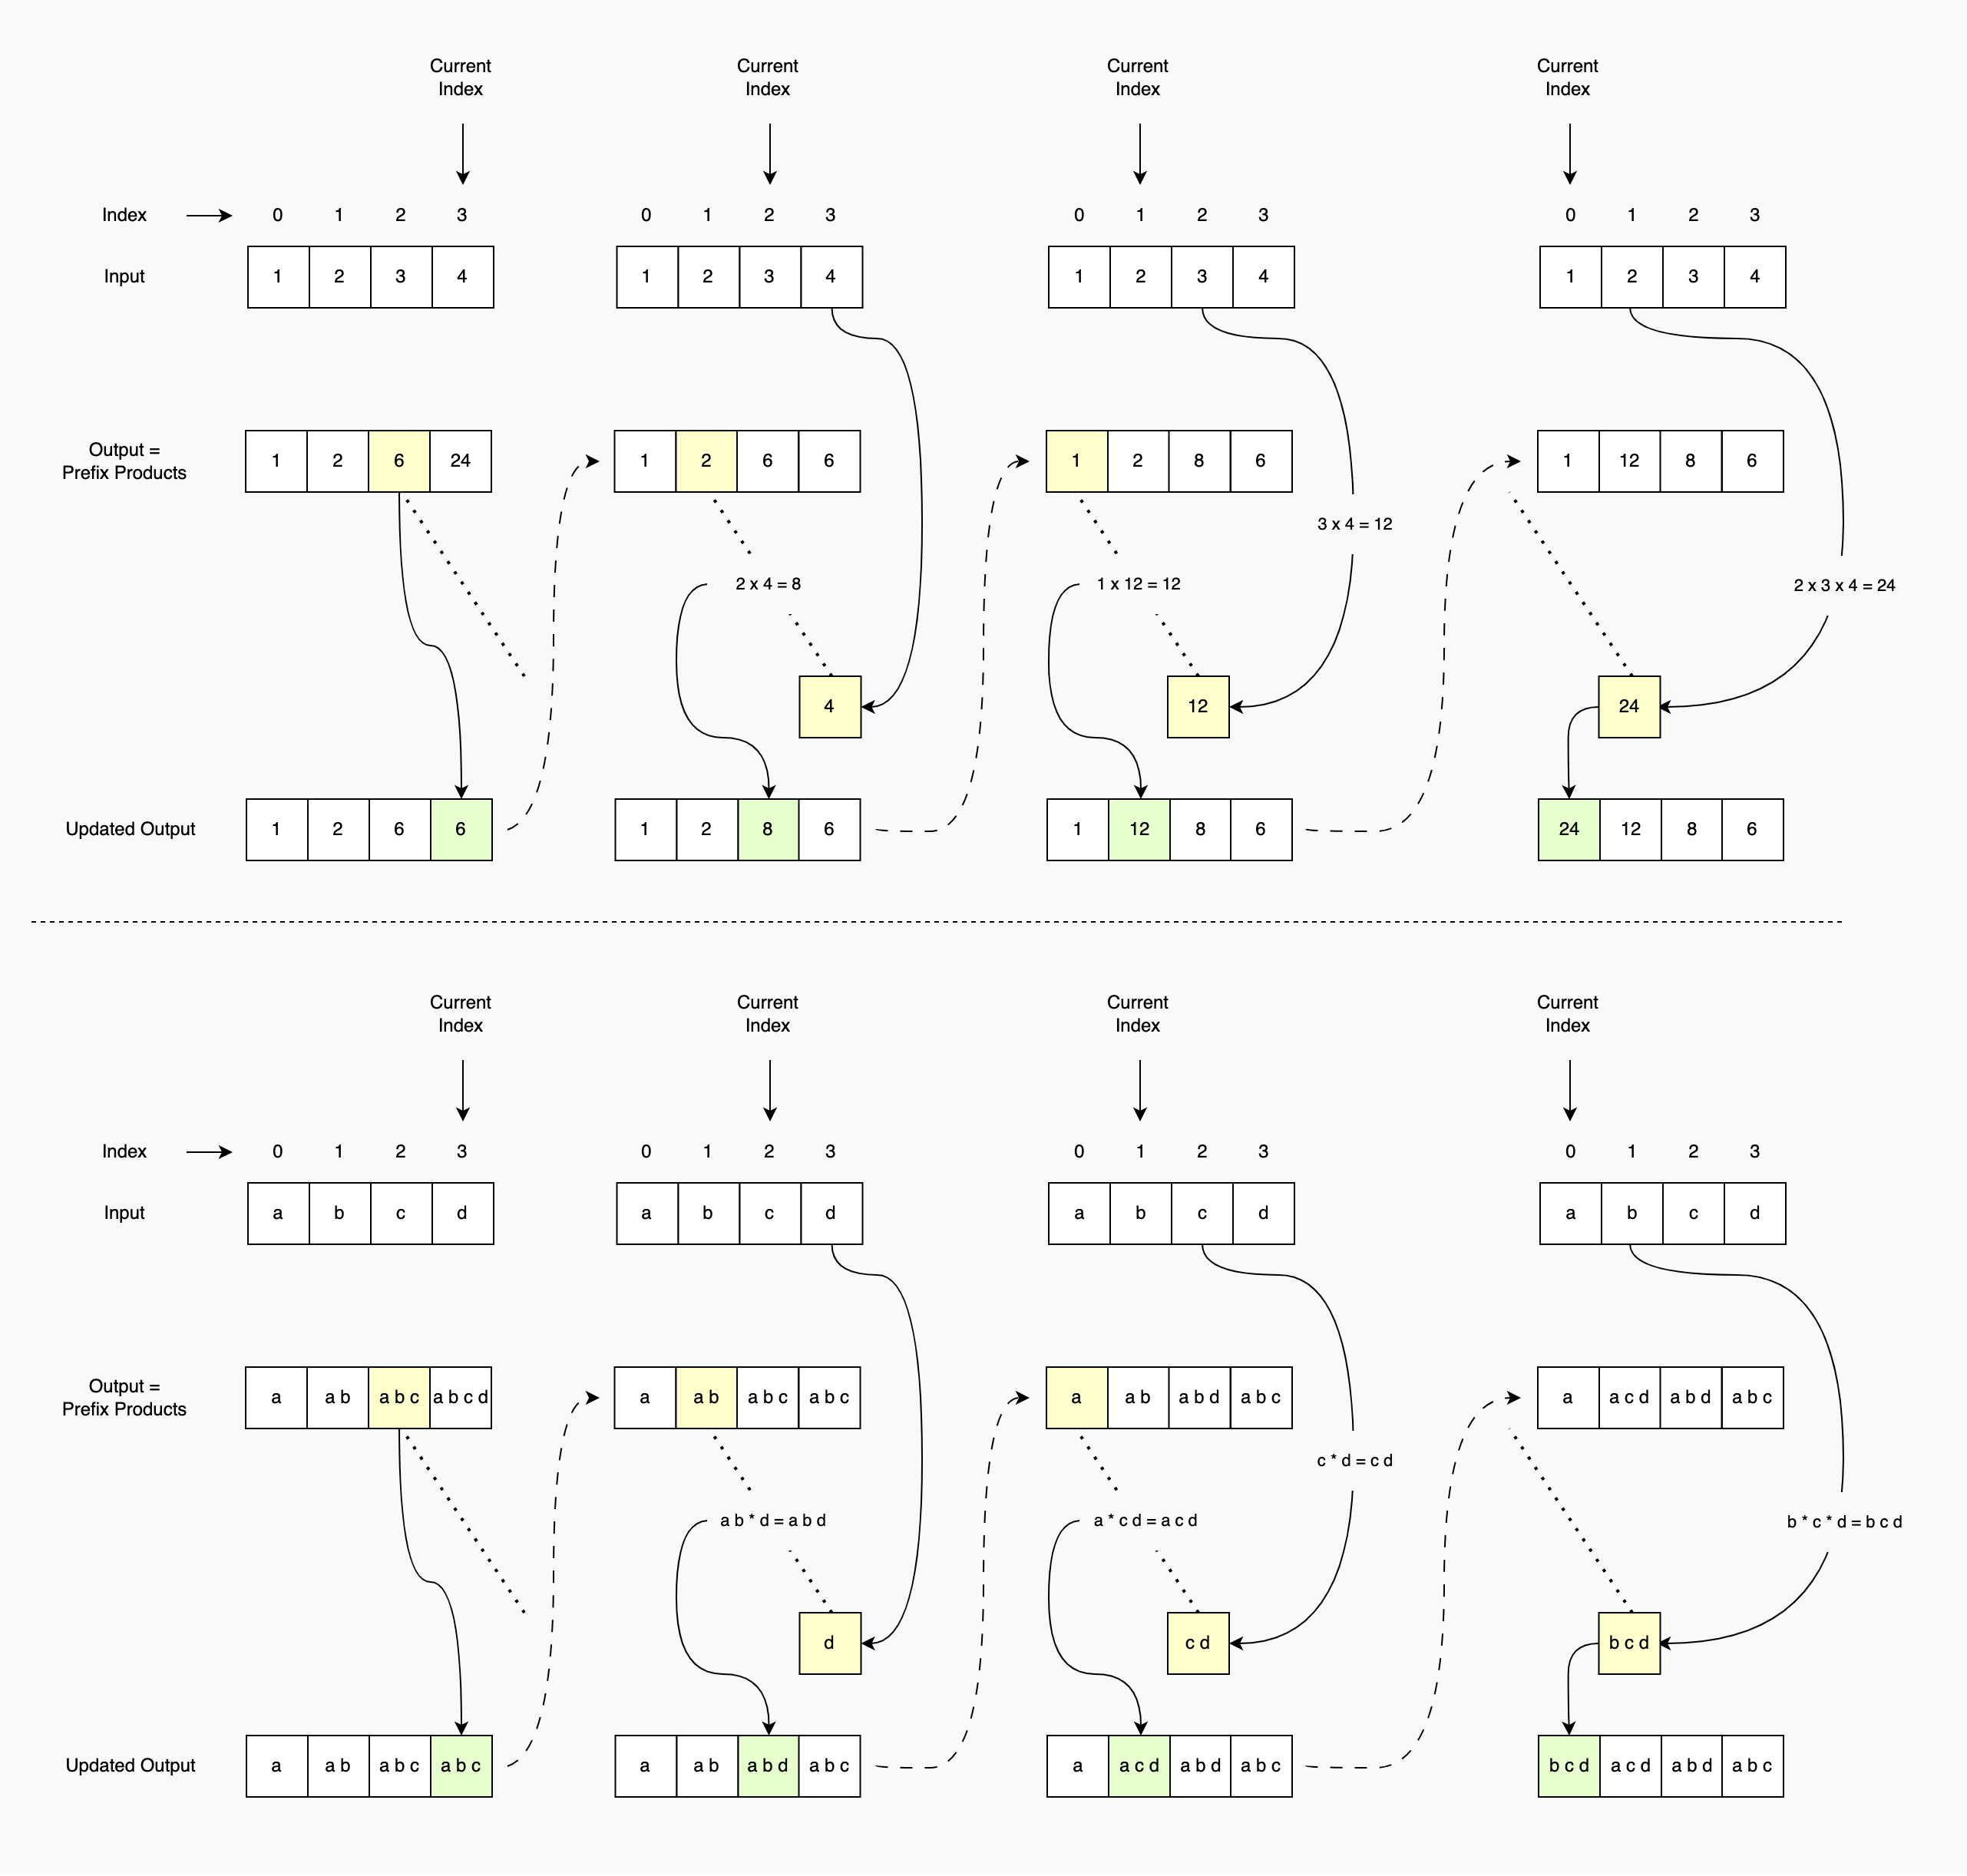 Current Current Current Current
Index Index Index Index
Index 0 1 2 3 0 1 2 3 0 1 2 3 0 1 2 3
Input 1 2 3 4 1 2 3 4 1 2 3 4 1 2 3 4
Output =
Prefix Products
1 2 6 24 1 2 6 6 1 2 8 6 1 12 8 6
3 x 4 = 12
2 x 4 = 8 1 x 12 = 12 2 x 3 x 4 = 24
4 12 24
Updated Output 1 2 6 6 1 2 8 6 1 12 8 6 24 12 8 6
Current Current Current Current
Index Index Index Index
Index 0 1 2 3 0 1 2 3 0 1 2 3 0 1 2 3
Input a b c d a b c d a b c d a b c d
Output =
Prefix Products
a a b a b c a b c d a a b a b c a b c a a b a b d a b c a a c d a b d a b c
c * d = c d
a b * d = a b d a * c d = a c d b * c * d = b c d
d c d b c d
Updated Output a a b a b c a b c a a b a b d a b c a a c d a b d a b c b c d a c d a b d a b c